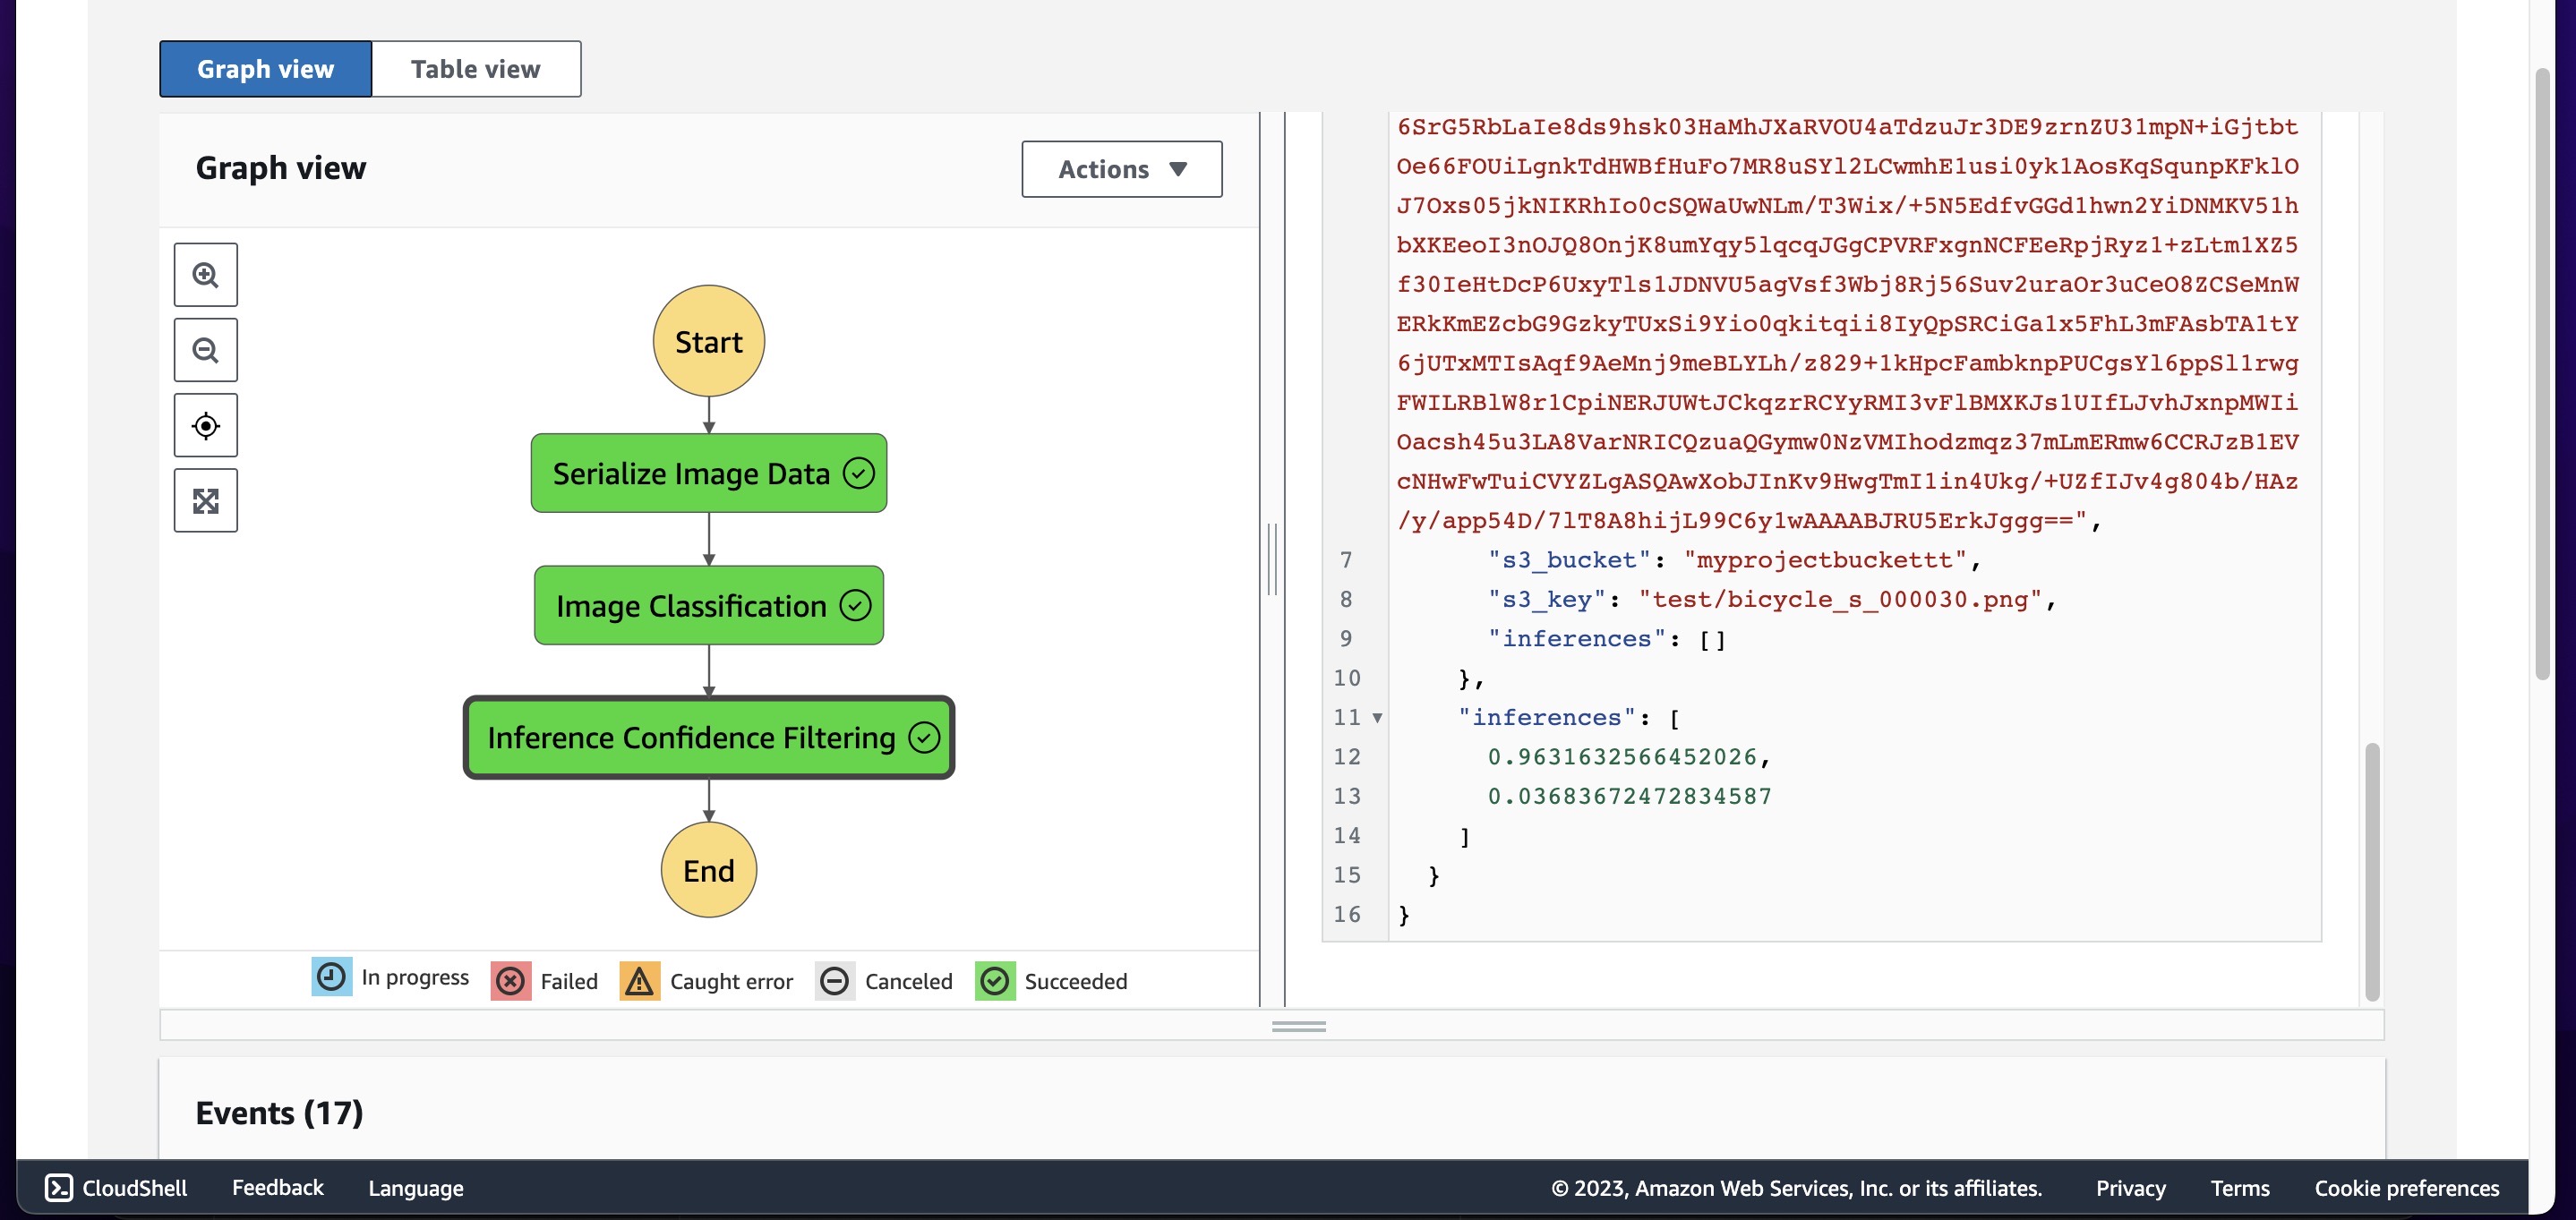 Graph view
Table view
Graph view
Actions
Start
Serialize Image Data
Image Classification
Inference Confidence Filtering
End
In progress
Failed
Caught error
Canceled
Succeeded
6SrG5RbLaIe8ds9hsk03HaMhJXaRVOU4aTdzuJr3DE9zrnZU31mpN+iGjtbt
Oe66FOUiLgnkTdHWBfHuFo7MR8uSYl2LCwmhE1usi0yk1AosKqSqunpKFklO
J7Oxs05jkNIKRhIo0cSQWaUwNLm/T3Wix/+5N5EdfvGGd1hwn2YiDNMKV51h
bXKEeoI3nOJQ8OnjK8umYqy5lqcqJGgCPVRFxgnNCFEeRpjRyz1+zLtm1XZ5
f30IeHtDcP6UxyTls1JDNVU5agVsf3Wbj8Rj56Suv2uraOr3uCeO8ZCSeMnW
ERkKmEZcbG9GzkyTUxSi9Yio0qkitqii8IyQpSRCiGa1x5FhL3mFAsbTA1tY
6jUTxMTIsAqf9AeMnj9meBLYLh/z829+1kHpcFambknpPUCgsYl6ppSl1rwg
FWILRBlW8r1CpiNERJUWtJCkqzrRCYyRMI3vFlBMXKJs1UIfLJvhJxnpMWIi
Oacsh45u3LA8VarNRICQzuaQGymw0NzVMIhodzmqz37mLmERmw6CCRJzB1EV
cNHwFwTuiCVYZLgASQAwXobJInKv9HwgTmI1in4Ukg/+UZfIJv4g804b/HAz
/y/app54D/7lT8A8hijL99C6y1wAAAABJRU5ErkJggg==",
7 "s3_bucket": "myprojectbuckettt",
8 "s3_key": "test/bicycle_s_000030.png",
9 "inferences": []
10 },
11 "inferences": [
12 0.9631632566452026,
13 0.03683672472834587
14 ]
15 }
16 }
Events (17)
CloudShell
Feedback
Language
© 2023, Amazon Web Services, Inc. or its affiliates.
Privacy
Terms
Cookie preferences